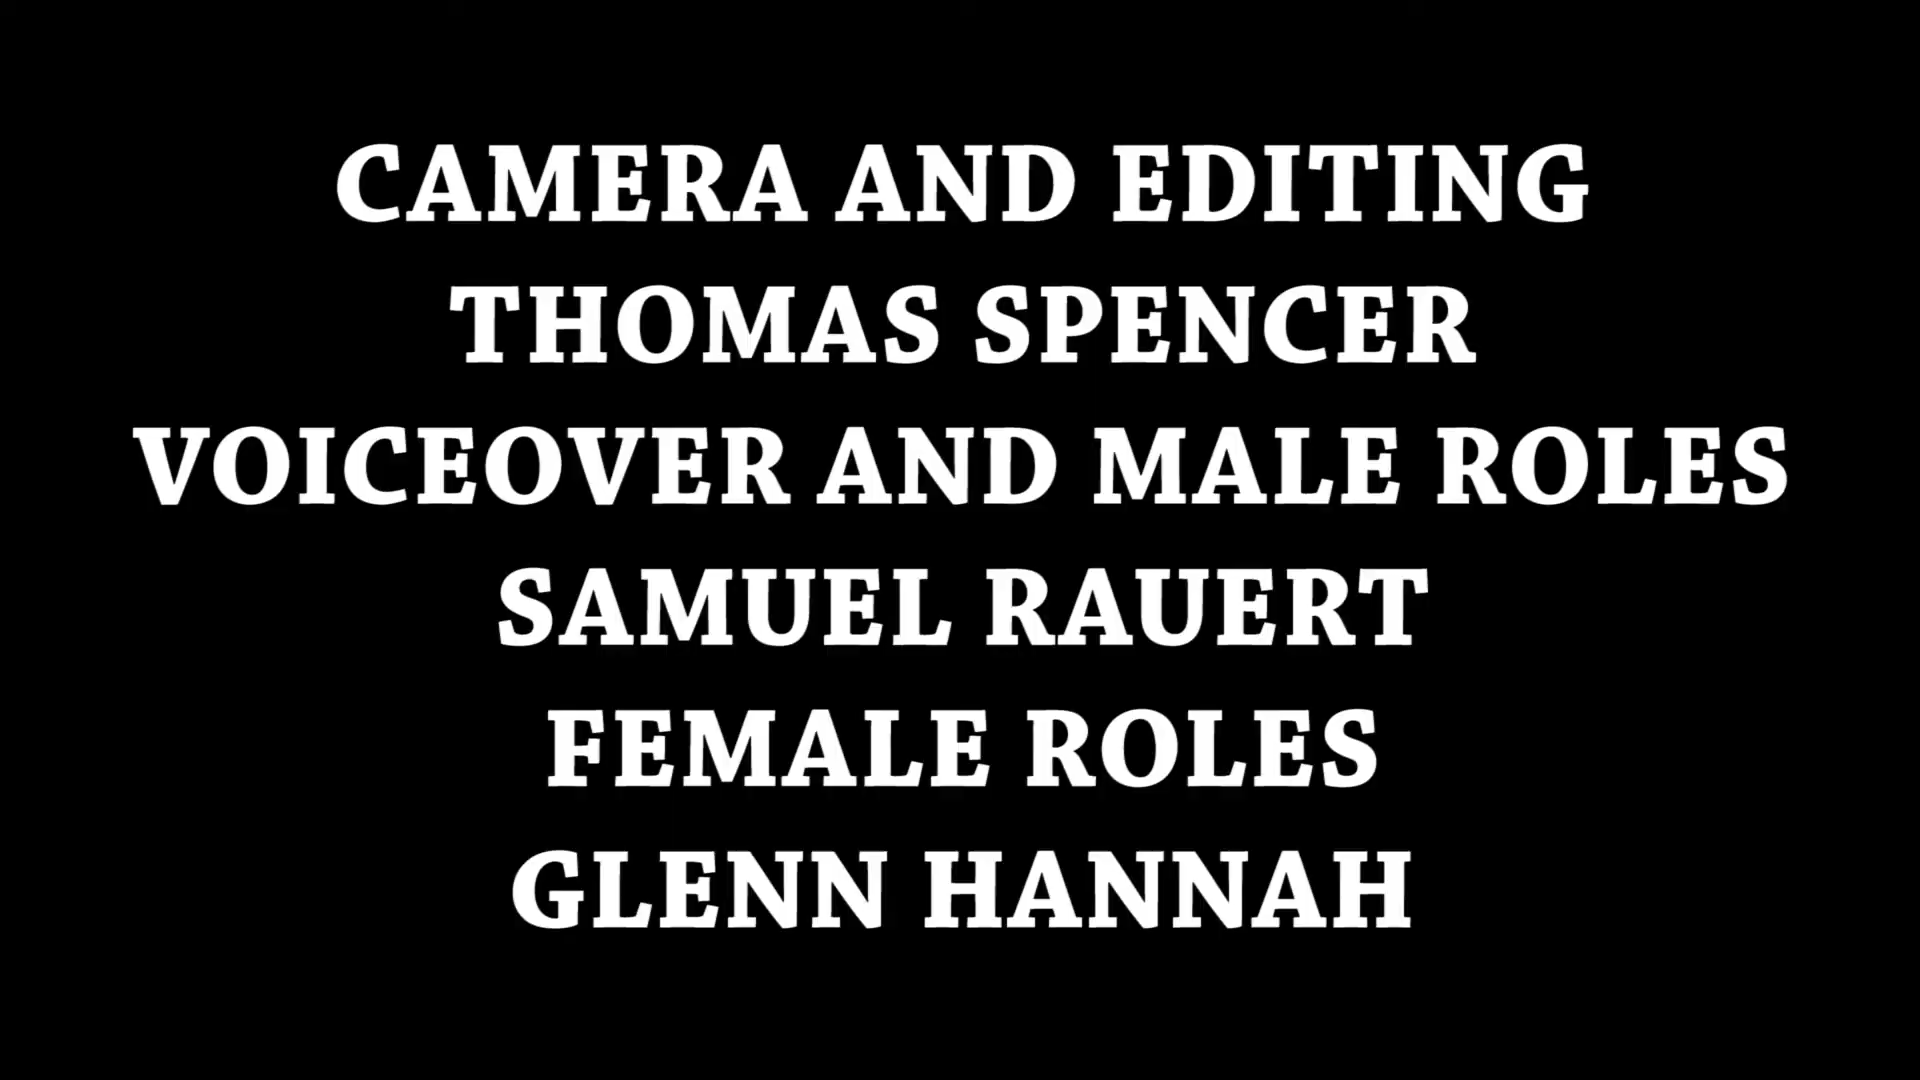 CAMERA AND EDITING
THOMAS SPENCER
VOICEOVER AND MALE ROLES
SAMUEL RAUERT
FEMALE ROLES
GLENN HANNAH